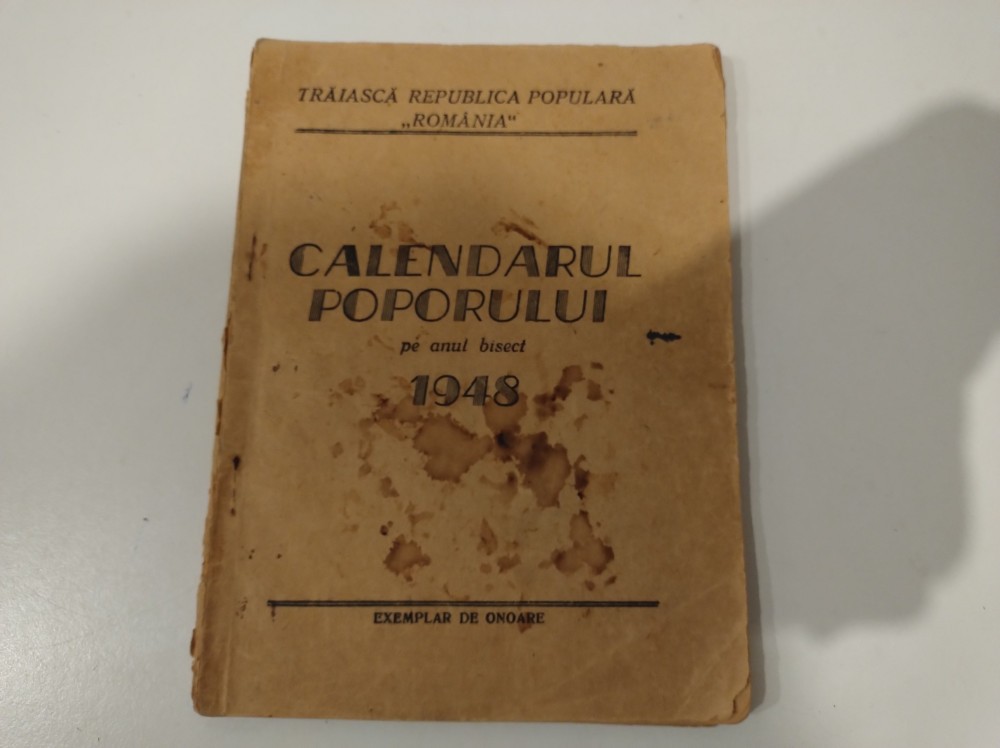 TRĂIASCĂ REPUBLICA POPULARĂ
„ROMÂNIA"
CALENDARUL
POPORULUI
pe anul bisect
1948
EXEMPLAR DE ONOARE